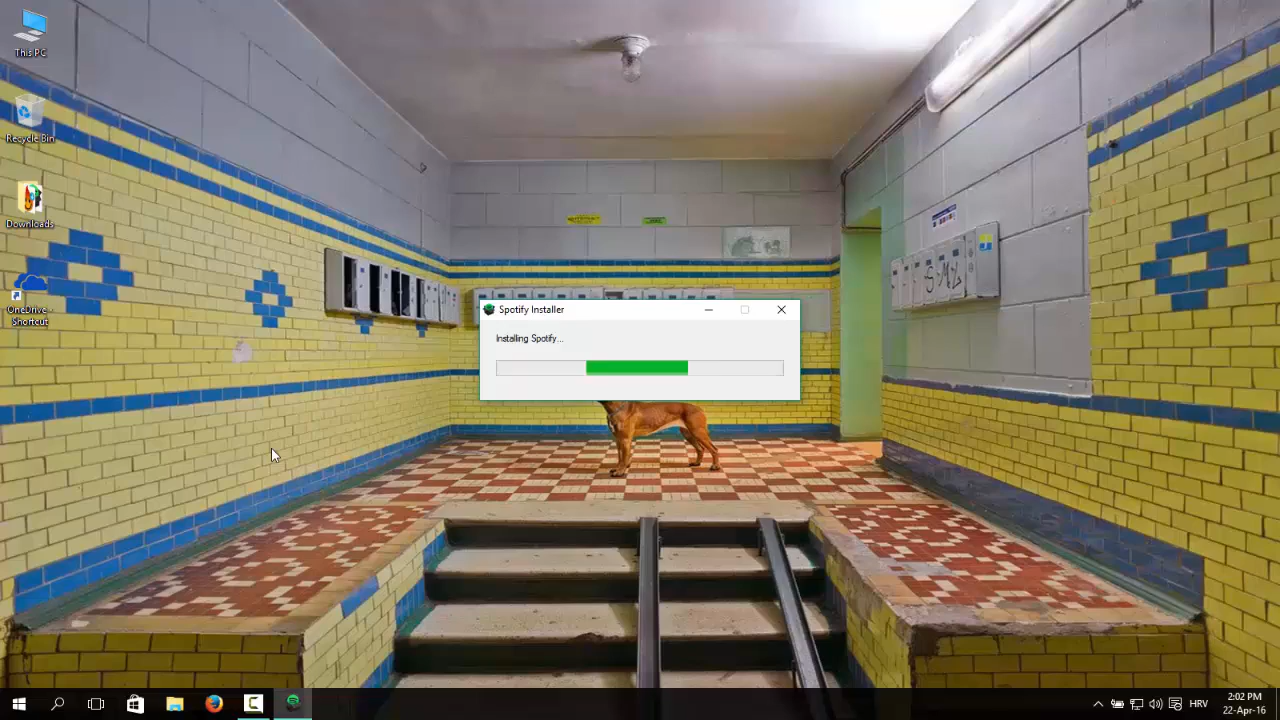 This PC
Recycle Bin
Downloads
OneDrive -
Shortcut
Spotify Installer
Installing Spotify...
HRV
2:02 PM
22-Apr-16